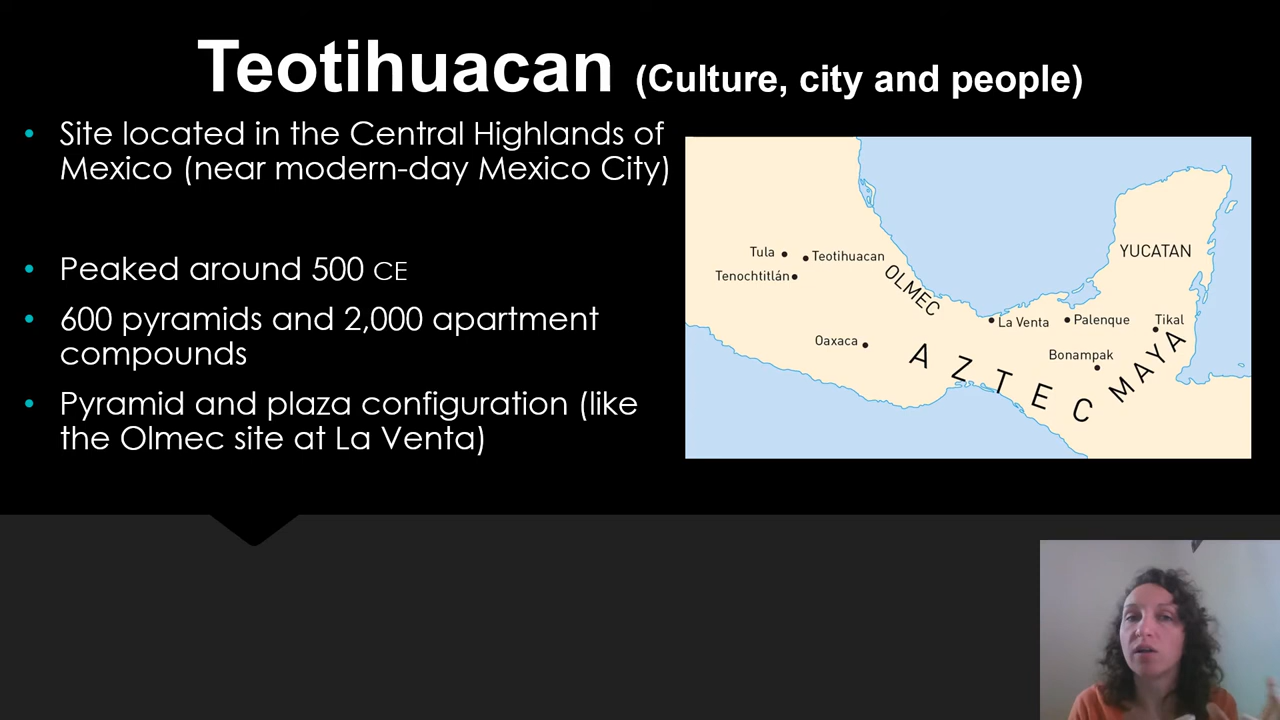 Teotihuacan (Culture, city and people)
• Site located in the Central Highlands of
Mexico (near modern-day Mexico City)
• Peaked around 500 CE
• 600 pyramids and 2,000 apartment
compounds
• Pyramid and plaza configuration (like
the Olmec site at La Venta)
YUCATAN
Tula
Teotihuacan
Tenochtitlán
OLMEC
La Venta
Palenque
Tikal
Oaxaca
Bonampak
AZTEC
MAYA